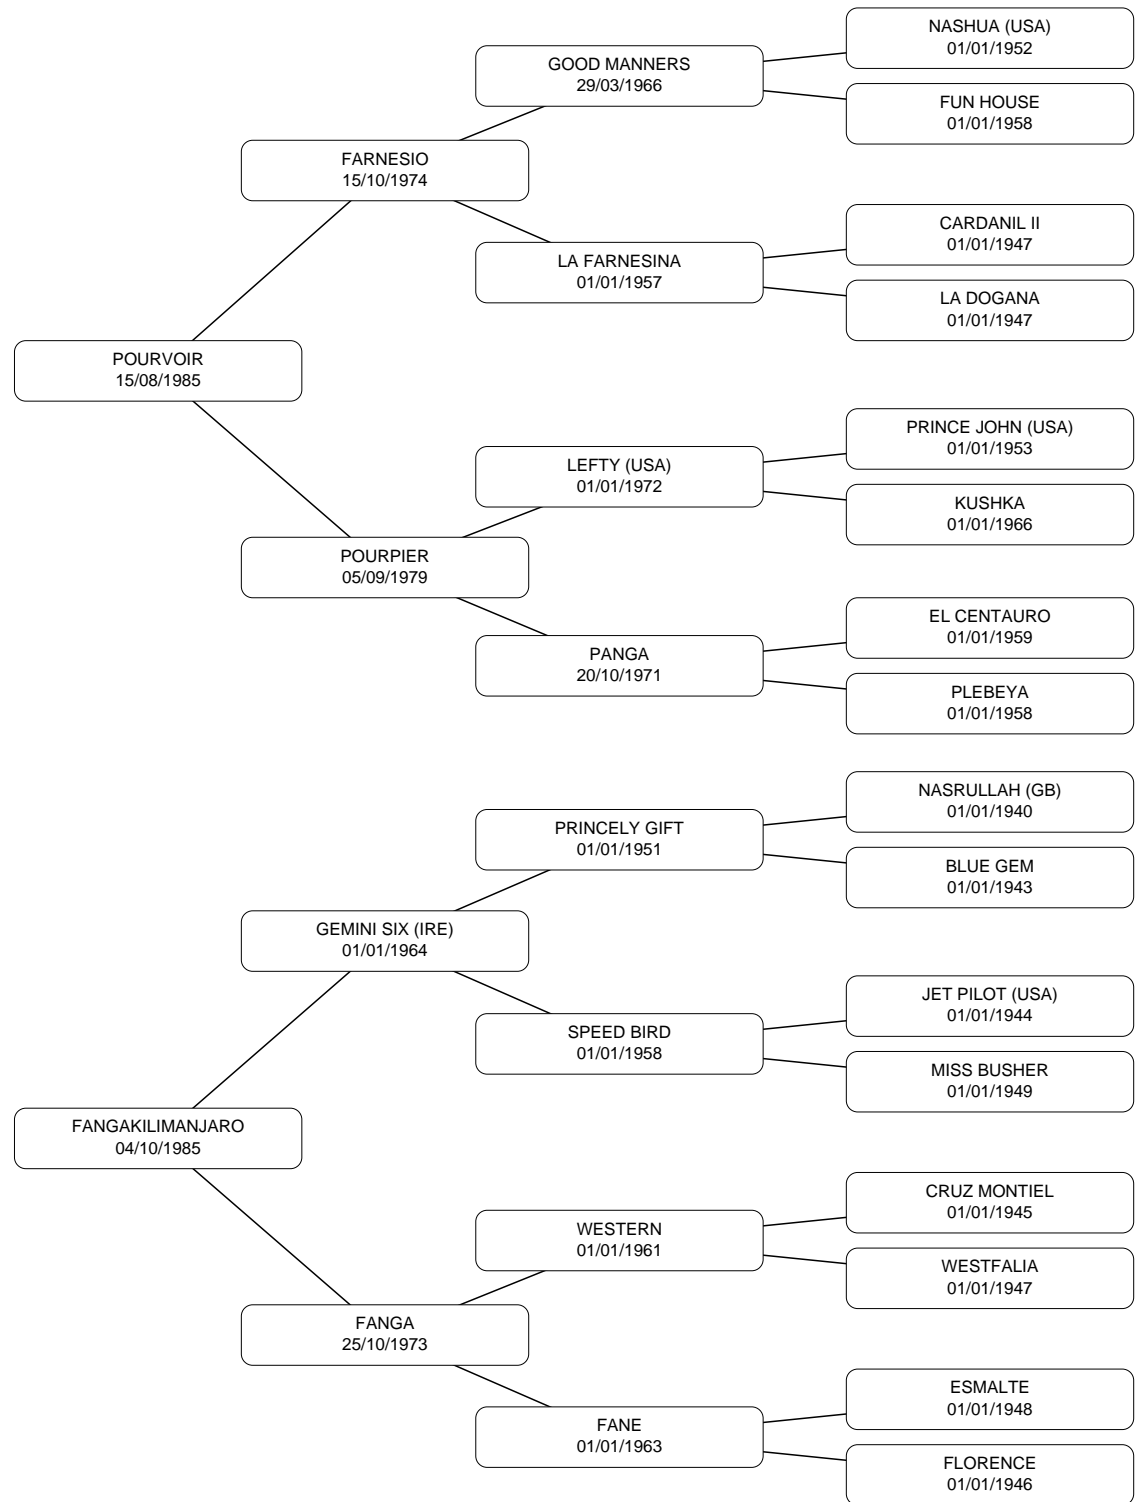 NASHUA (USA)
01/01/1952
GOOD MANNERS
29/03/1966
FUN HOUSE
01/01/1958
FARNESIO
15/10/1974
CARDANIL II
01/01/1947
LA FARNESINA
01/01/1957
LA DOGANA
01/01/1947
POURVOIR
15/08/1985
PRINCE JOHN (USA)
01/01/1953
LEFTY (USA)
01/01/1972
KUSHKA
01/01/1966
POURPIER
05/09/1979
EL CENTAURO
01/01/1959
PANGA
20/10/1971
PLEBEYA
01/01/1958
NASRULLAH (GB)
01/01/1940
PRINCELY GIFT
01/01/1951
BLUE GEM
01/01/1943
GEMINI SIX (IRE)
01/01/1964
JET PILOT (USA)
01/01/1944
SPEED BIRD
01/01/1958
MISS BUSHER
01/01/1949
FANGAKILIMANJARO
04/10/1985
CRUZ MONTIEL
01/01/1945
WESTERN
01/01/1961
WESTFALIA
01/01/1947
FANGA
25/10/1973
ESMALTE
01/01/1948
FANE
01/01/1963
FLORENCE
01/01/1946